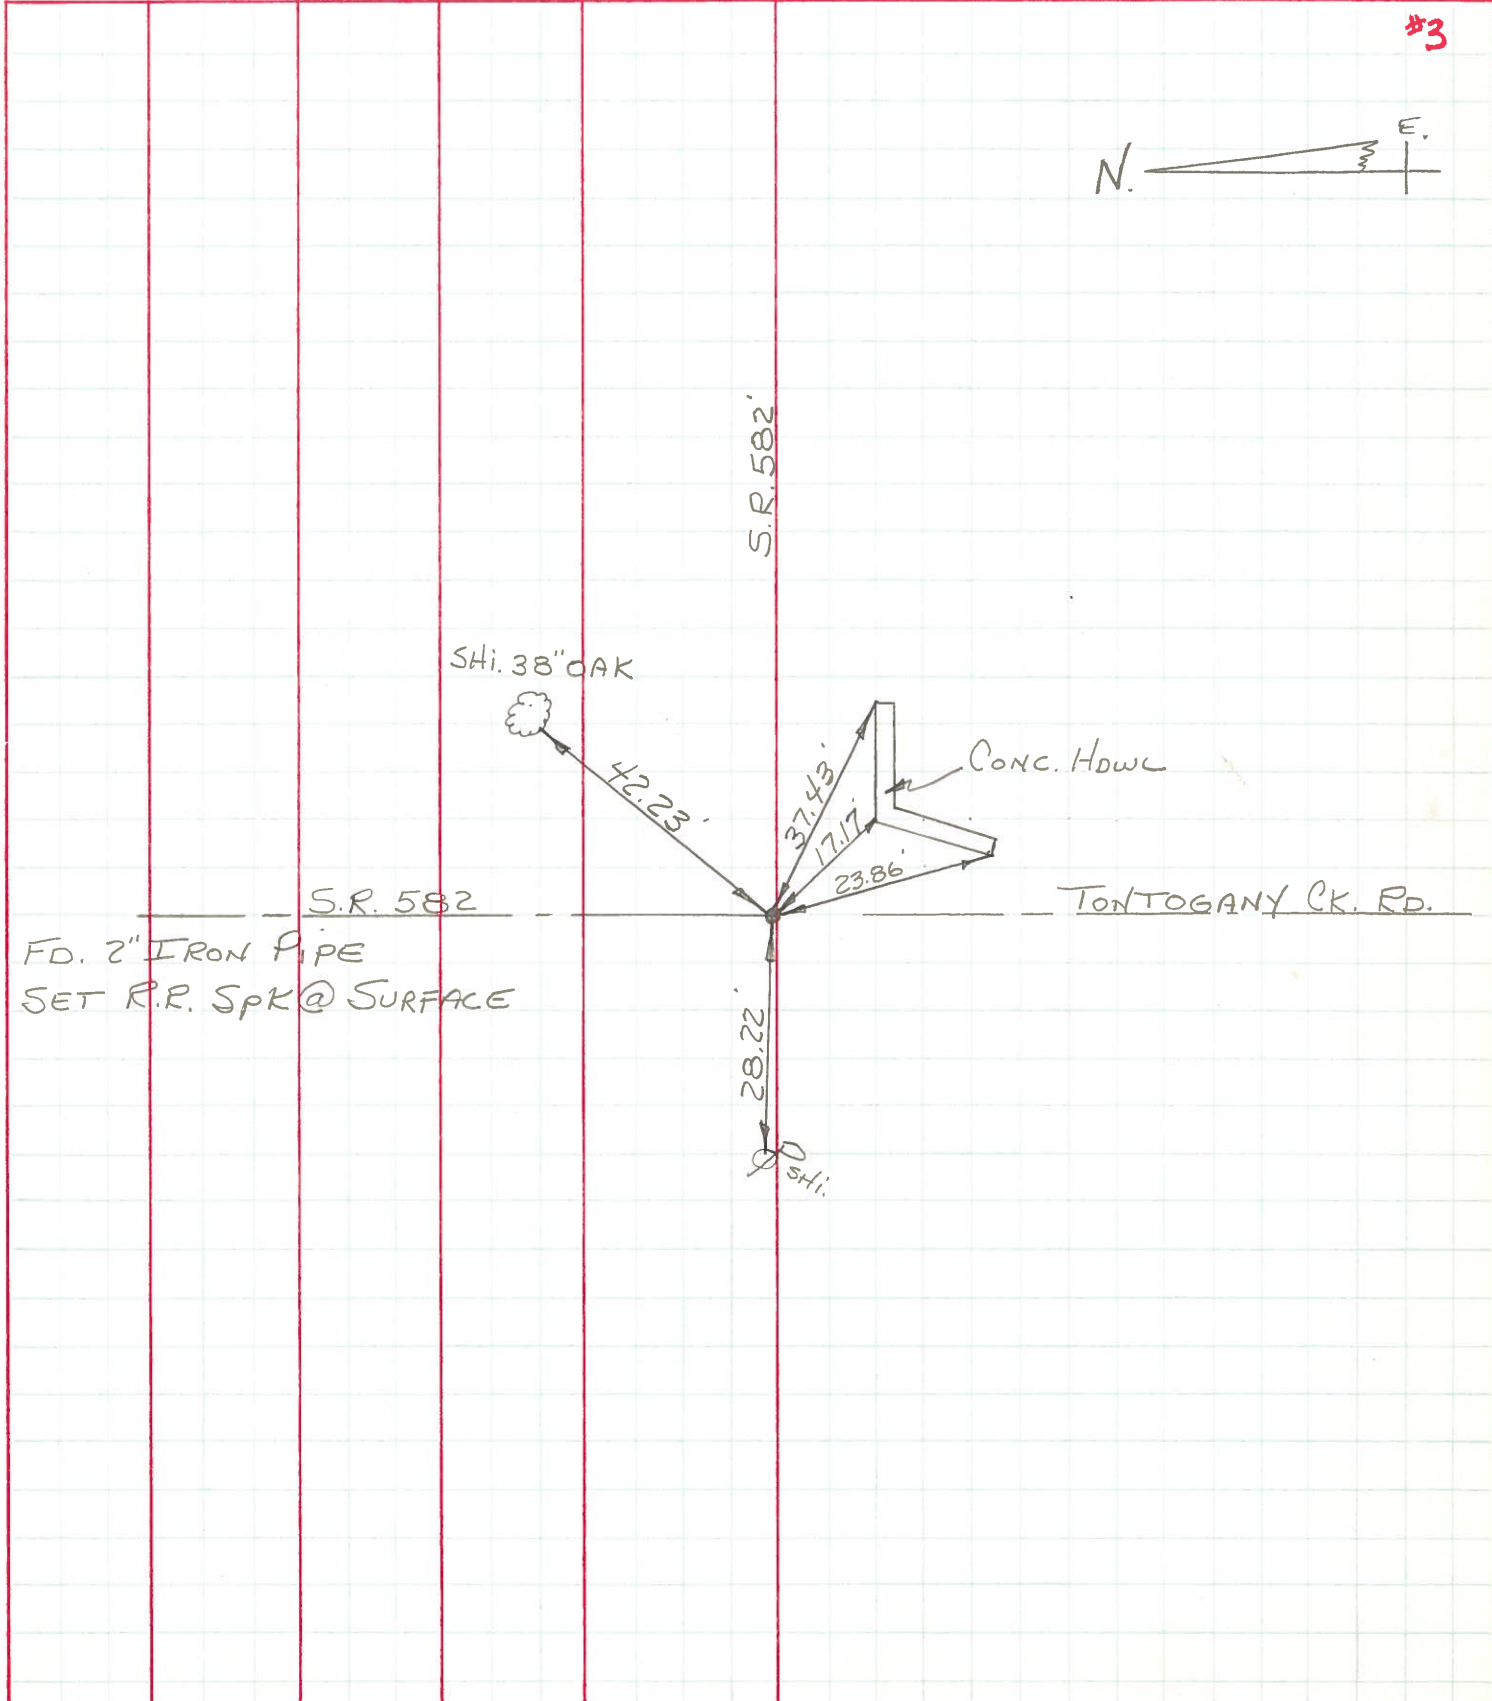 #3
E.
N.
S.R. 582'
SHi. 38" OAK
42.23'
37.43'
17.17'
23.86'
CONC. HDWL
S.R. 582
TONTOGANY CK. RD.
FD. 2" IRON PIPE
SET R.R. SPK @ SURFACE
28.22'
SHi.